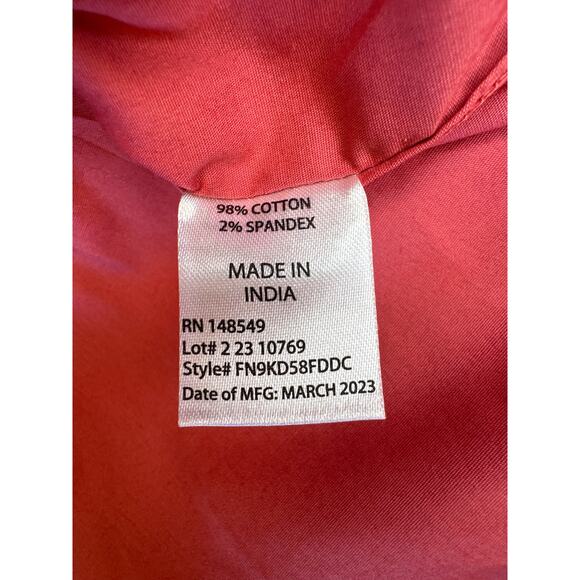 98% COTTON
2% SPANDEX
MADE IN
INDIA
RN 148549
Lot# 2 23 10769
Style# FN9KD58FDDC
Date of MFG: MARCH 2023